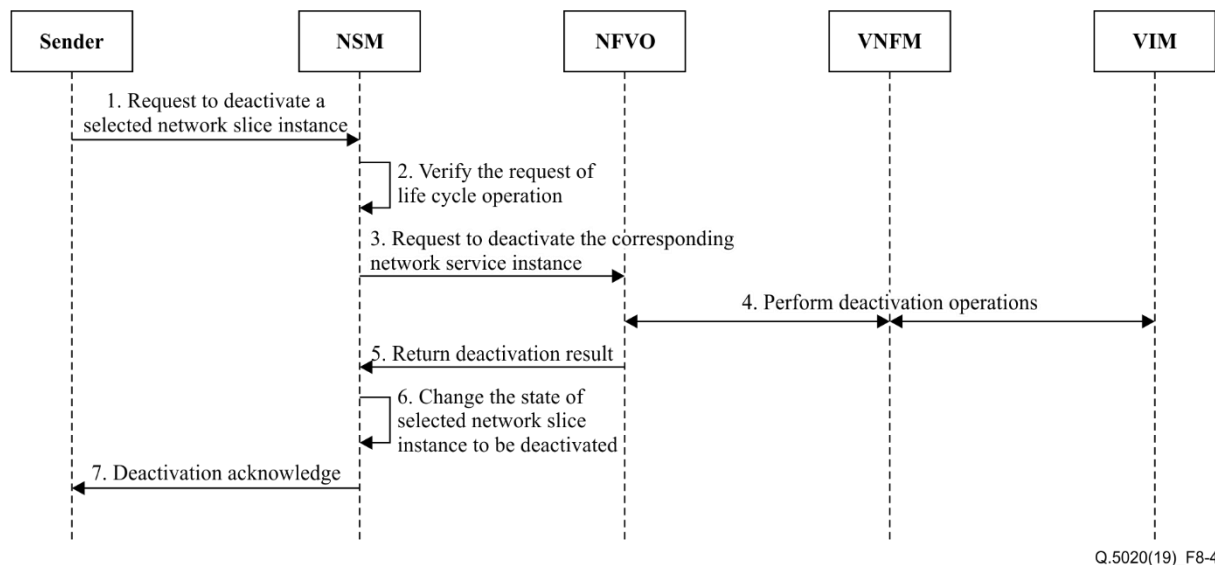 Sender
NSM
NFVO
VNFM
VIM
1. Request to deactivate a
selected network slice instance
2. Verify the request of
life cycle operation
3. Request to deactivate the corresponding
network service instance
4. Perform deactivation operations
5. Return deactivation result
6. Change the state of
selected network slice
instance to be deactivated
7. Deactivation acknowledge
Q.5020(19)_F8-4